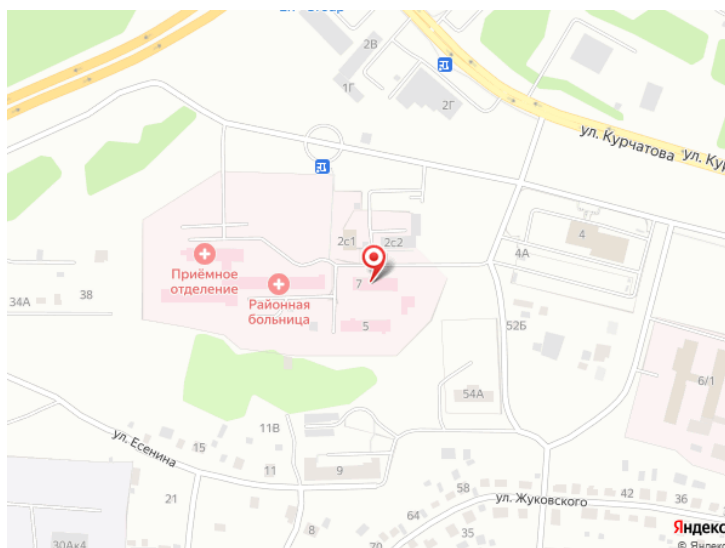 2В
1Г
2Г
ул. Курчатова
ул. Ку
2с1
2с2
4
4А
Приёмное
отделение
7
Районная
больница
38
34А
5
52Б
6/1
54А
ул. Есенина
15
11В
11
9
21
58
ул. Жуковского
42
36
64
8
35
70
30Ак4
Яндекс